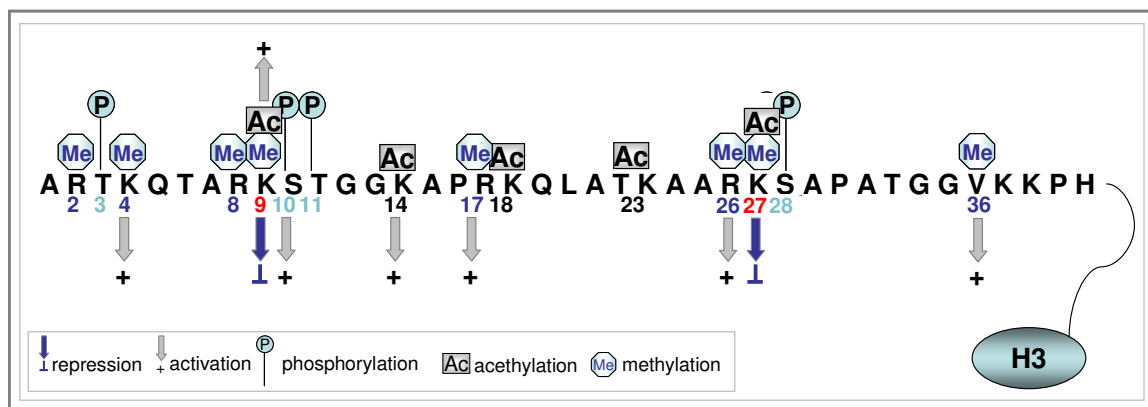 +
P P P P
Ac Ac
Me Me Me Me Ac Me Ac Ac Me Me Me
A R T K Q T A R K S T G G K A P R K Q L A T K A A R K S A P A T G G V K K P H
2 3 4 8 9 10 11 14 17 18 23 26 27 28 36
+ ⊥ + + + + ⊥ +
H3
⊥ repression + activation P phosphorylation Ac acethylation Me methylation